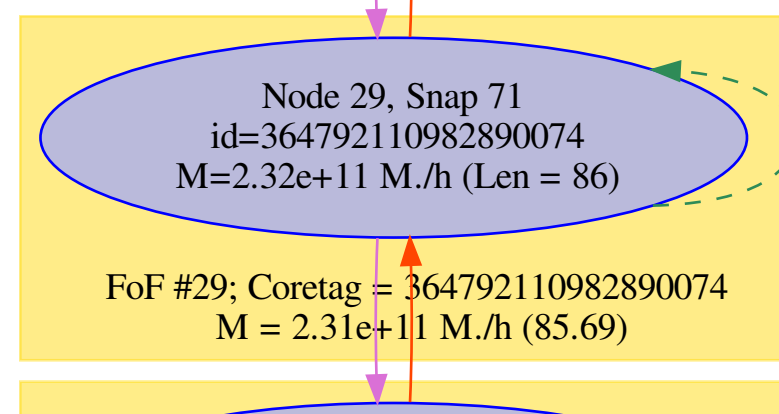 Node 29, Snap 71
id=364792110982890074
M=2.32e+11 M./h (Len = 86)
FoF #29; Coretag = 364792110982890074
M = 2.31e+11 M./h (85.69)